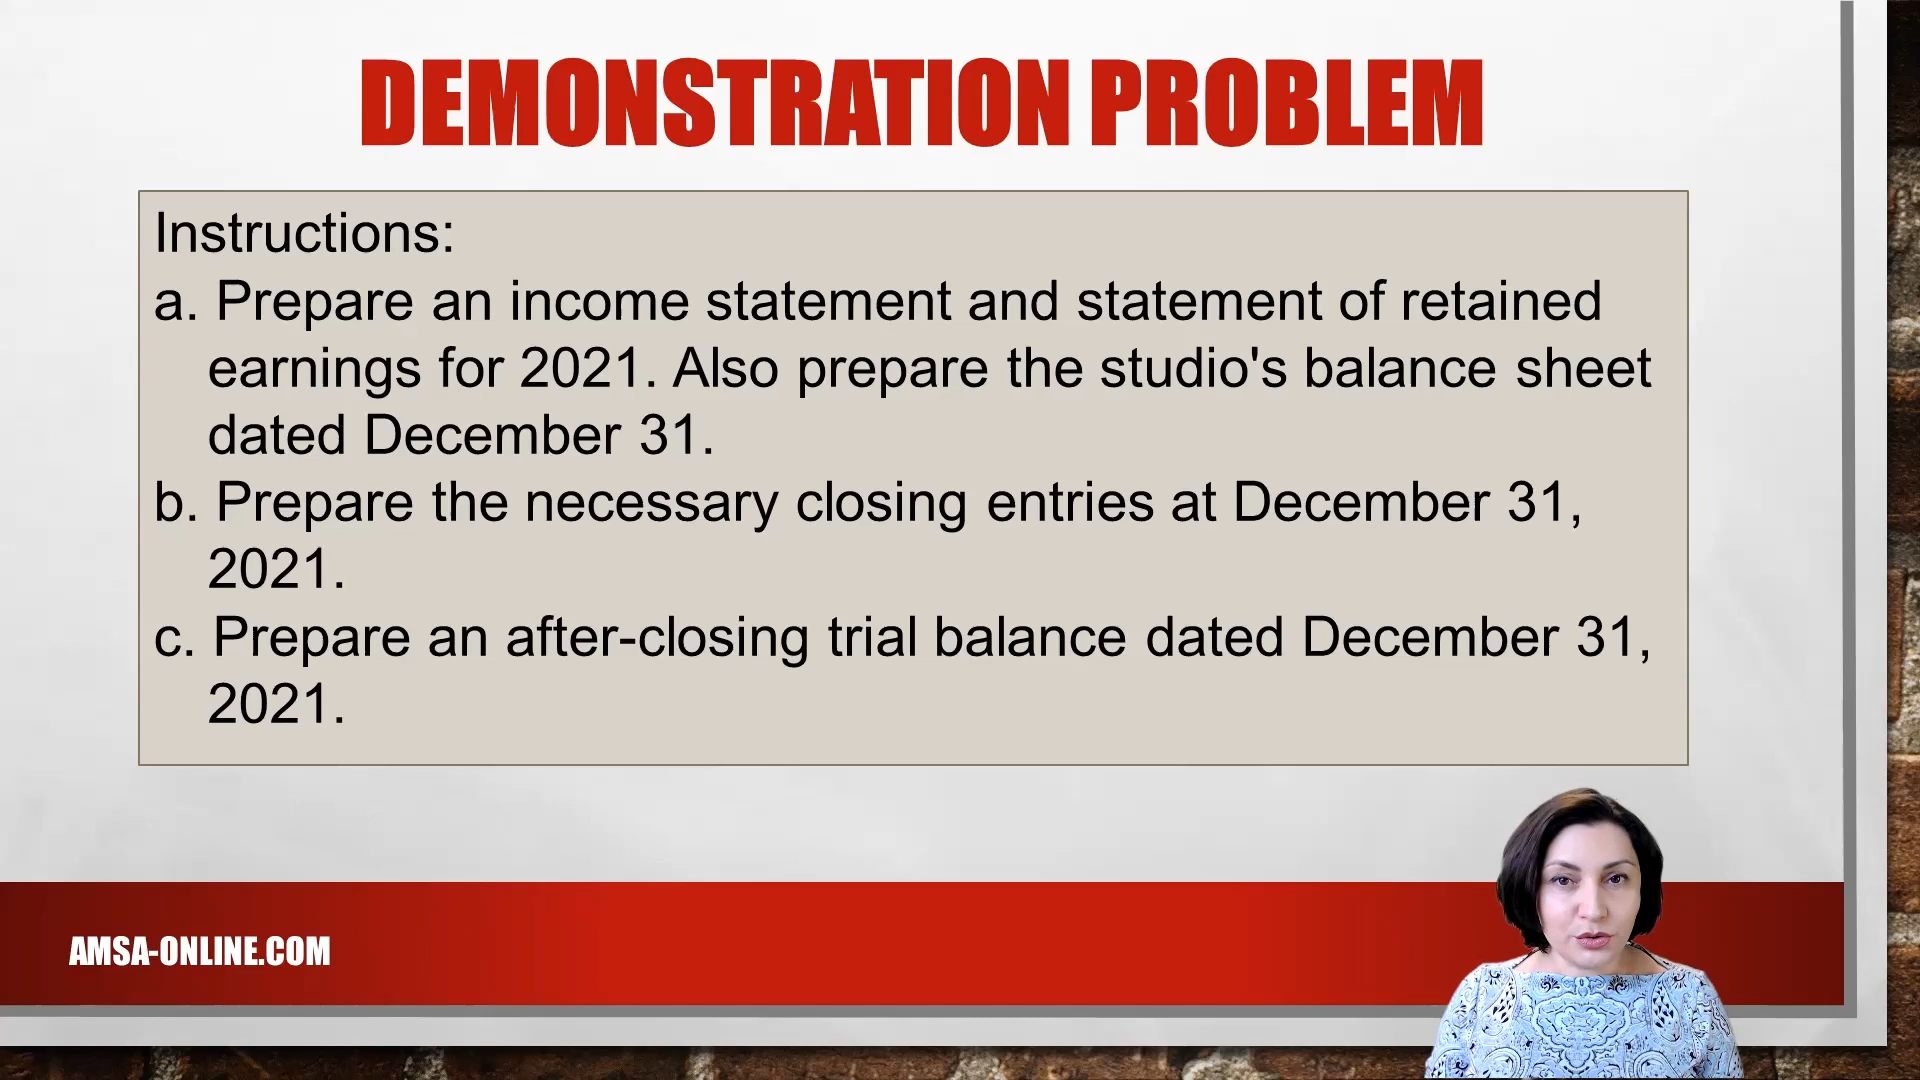 DEMONSTRATION PROBLEM
Instructions:
a. Prepare an income statement and statement of retained
earnings for 2021. Also prepare the studio's balance sheet
dated December 31.
b. Prepare the necessary closing entries at December 31,
2021.
c. Prepare an after-closing trial balance dated December 31,
2021.
AMSA-ONLINE.COM